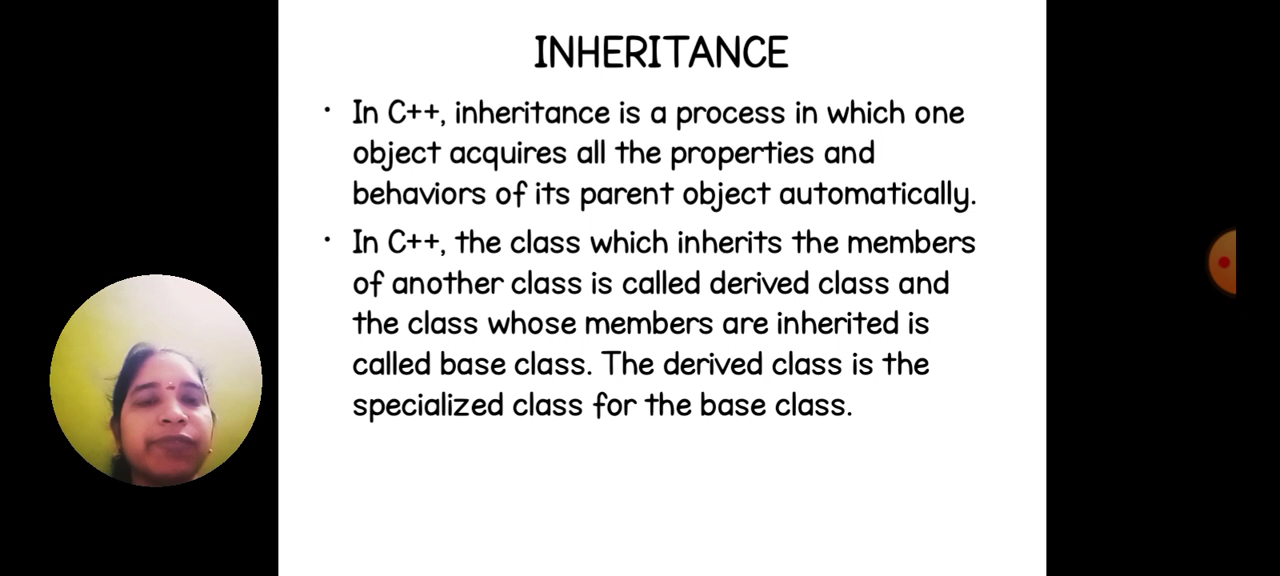 INHERITANCE
• In C++, inheritance is a process in which one
object acquires all the properties and
behaviors of its parent object automatically.
• In C++, the class which inherits the members
of another class is called derived class and
the class whose members are inherited is
called base class. The derived class is the
specialized class for the base class.